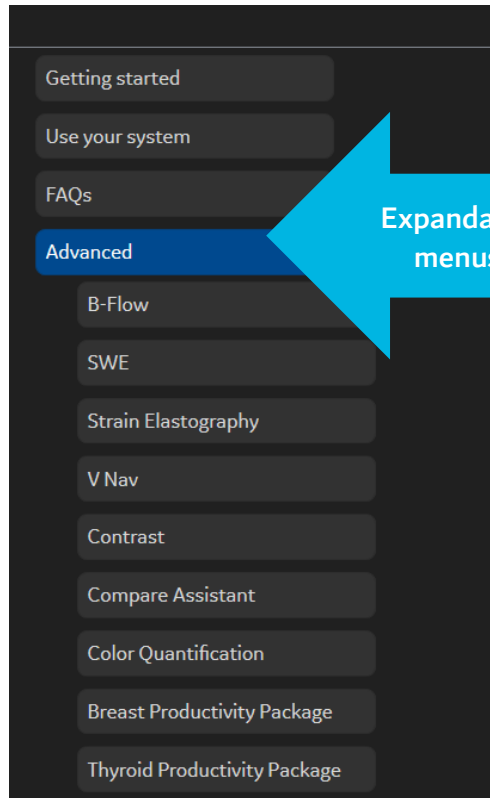 Getting started
Use your system
FAQs
Advanced
B-Flow
SWE
Strain Elastography
V Nav
Contrast
Compare Assistant
Color Quantification
Breast Productivity Package
Thyroid Productivity Package